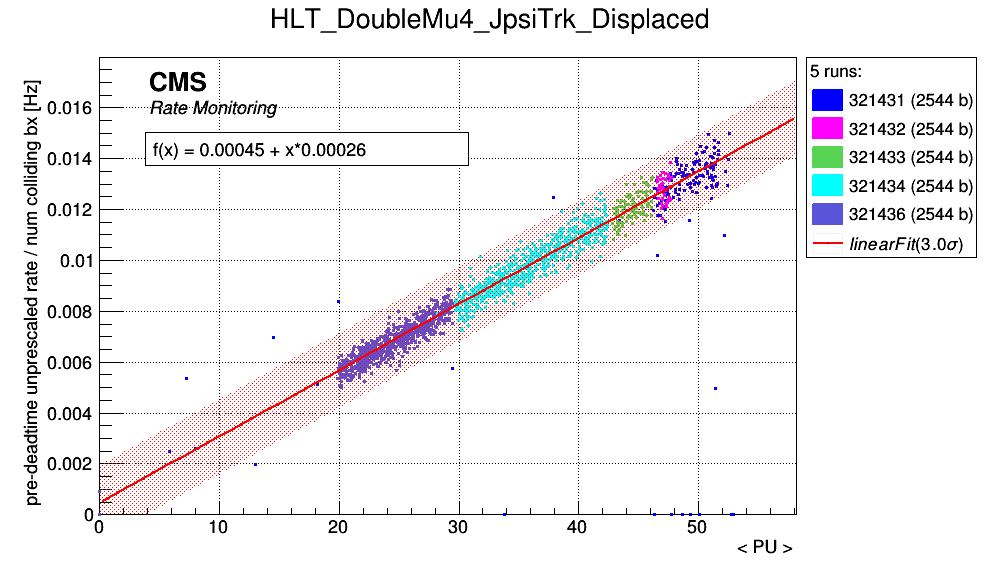 HLT_DoubleMu4_JpsiTrk_Displaced
CMS
Rate Monitoring
f(x) = 0.00045 + x*0.00026
pre-deadtime unprescaled rate / num colliding bx [Hz]
0.016
0.014
0.012
0.01
0.008
0.006
0.004
0.002
0
0 10 20 30 40 50
< PU >
5 runs:
321431 (2544 b)
321432 (2544 b)
321433 (2544 b)
321434 (2544 b)
321436 (2544 b)
linearFit(3.0σ)